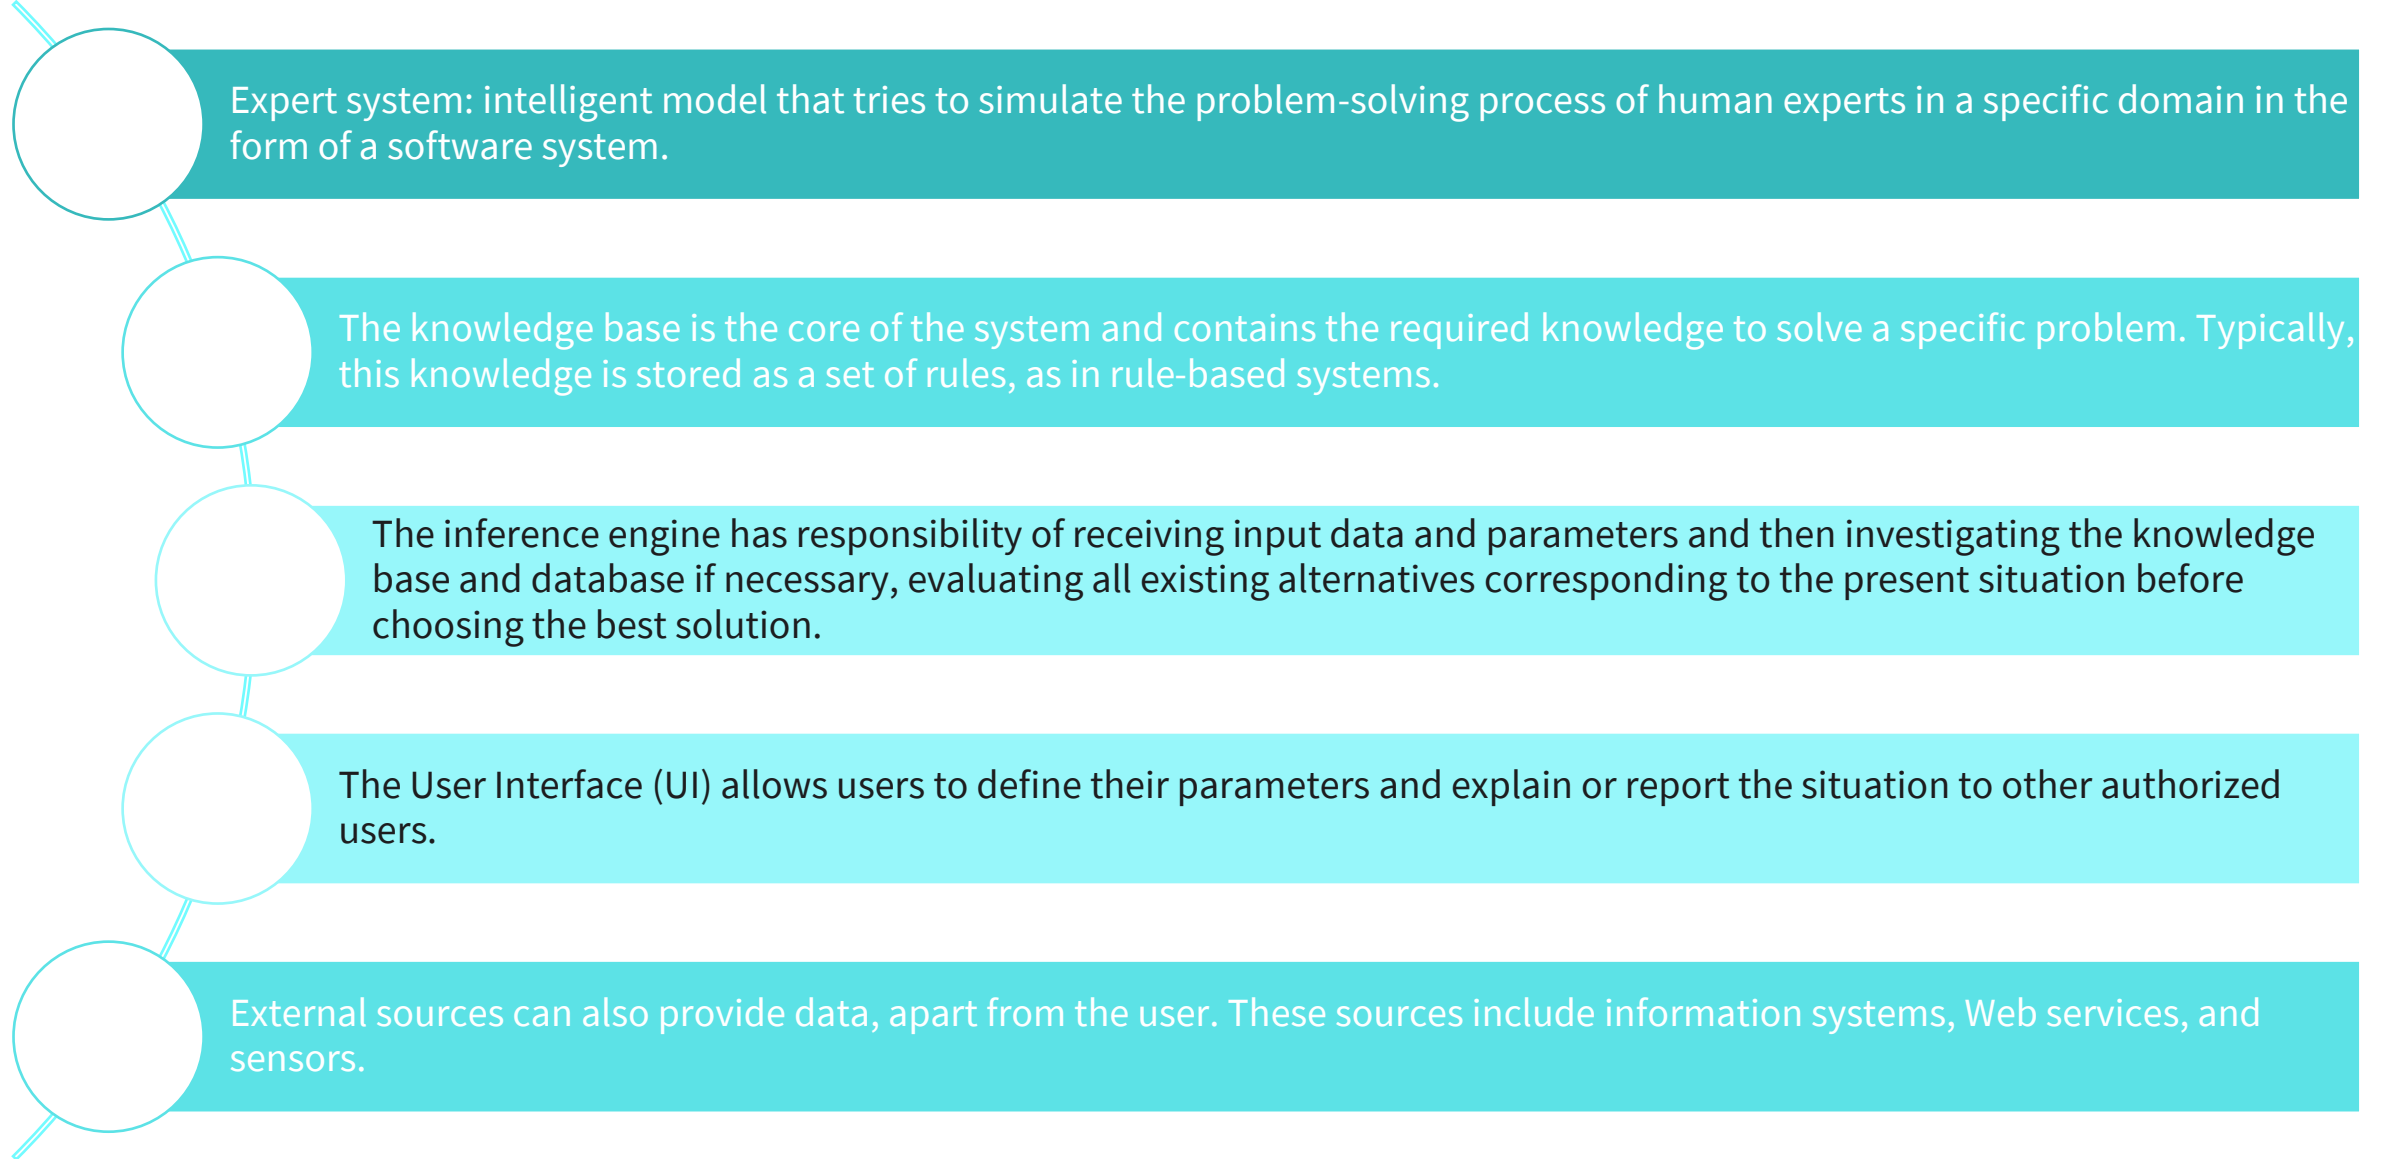 Expert system: intelligent model that tries to simulate the problem-solving process of human experts in a specific domain in the
form of a software system.
The knowledge base is the core of the system and contains the required knowledge to solve a specific problem. Typically,
this knowledge is stored as a set of rules, as in rule-based systems.
The inference engine has responsibility of receiving input data and parameters and then investigating the knowledge
base and database if necessary, evaluating all existing alternatives corresponding to the present situation before
choosing the best solution.
The User Interface (UI) allows users to define their parameters and explain or report the situation to other authorized
users.
External sources can also provide data, apart from the user. These sources include information systems, Web services, and
sensors.